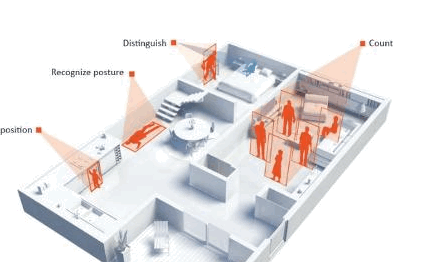 Distinguish
Count
Recognize posture
position